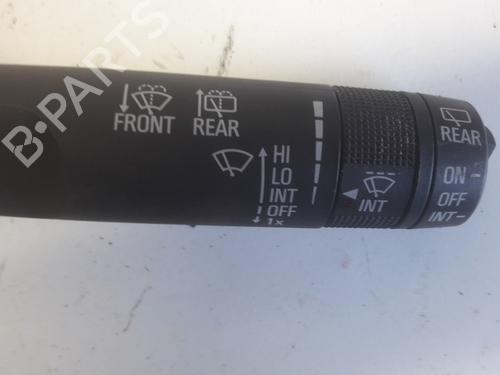 B-PARTS
FRONT
REAR
HI
LO
INT
OFF
1x
INT
REAR
ON
OFF
INT